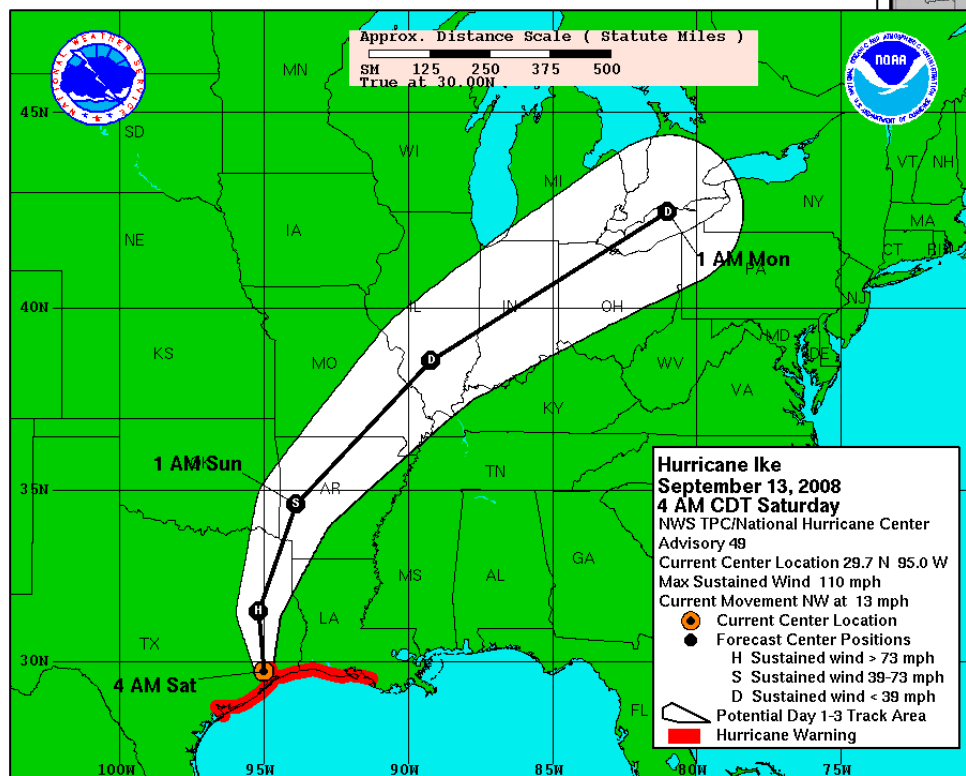 Approx. Distance Scale ( Statute Miles )
SM 125 250 375 500
True at 30.00N
NATIONAL WEATHER SERVICE
NOAA
MN
45N
SD
WI
VT
NH
MI
NY
MA
NE
IA
CT
RI
1 AM Mon
PA
40N
IL
IN
OH
NJ
MD
DE
KS
MO
WV
VA
KY
1 AM Sun
TN
35N
AR
MS
AL
GA
TX
LA
30N
4 AM Sat
FL
100W
95W
90W
85W
80W
75W
H
S
D
D
Hurricane Ike
September 13, 2008
4 AM CDT Saturday
NWS TPC/National Hurricane Center
Advisory 49
Current Center Location 29.7 N 95.0 W
Max Sustained Wind 110 mph
Current Movement NW at 13 mph
Current Center Location
Forecast Center Positions
H Sustained wind > 73 mph
S Sustained wind 39-73 mph
D Sustained wind < 39 mph
Potential Day 1-3 Track Area
Hurricane Warning